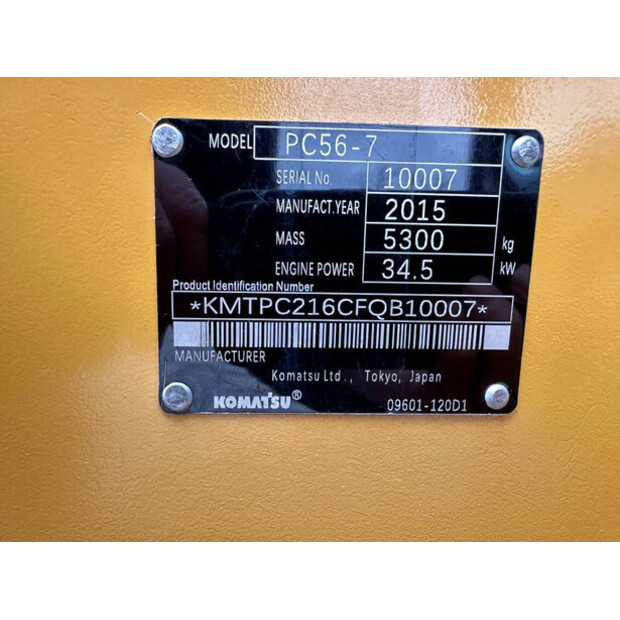 MODEL PC56-7
SERIAL No. 10007
MANUFACT.YEAR 2015
MASS 5300 kg
ENGINE POWER 34.5 kW
Product Identification Number
*KMTPC216CFQB10007*
MANUFACTURER
Komatsu Ltd., Tokyo, Japan
KOMATSU® 09601-120D1